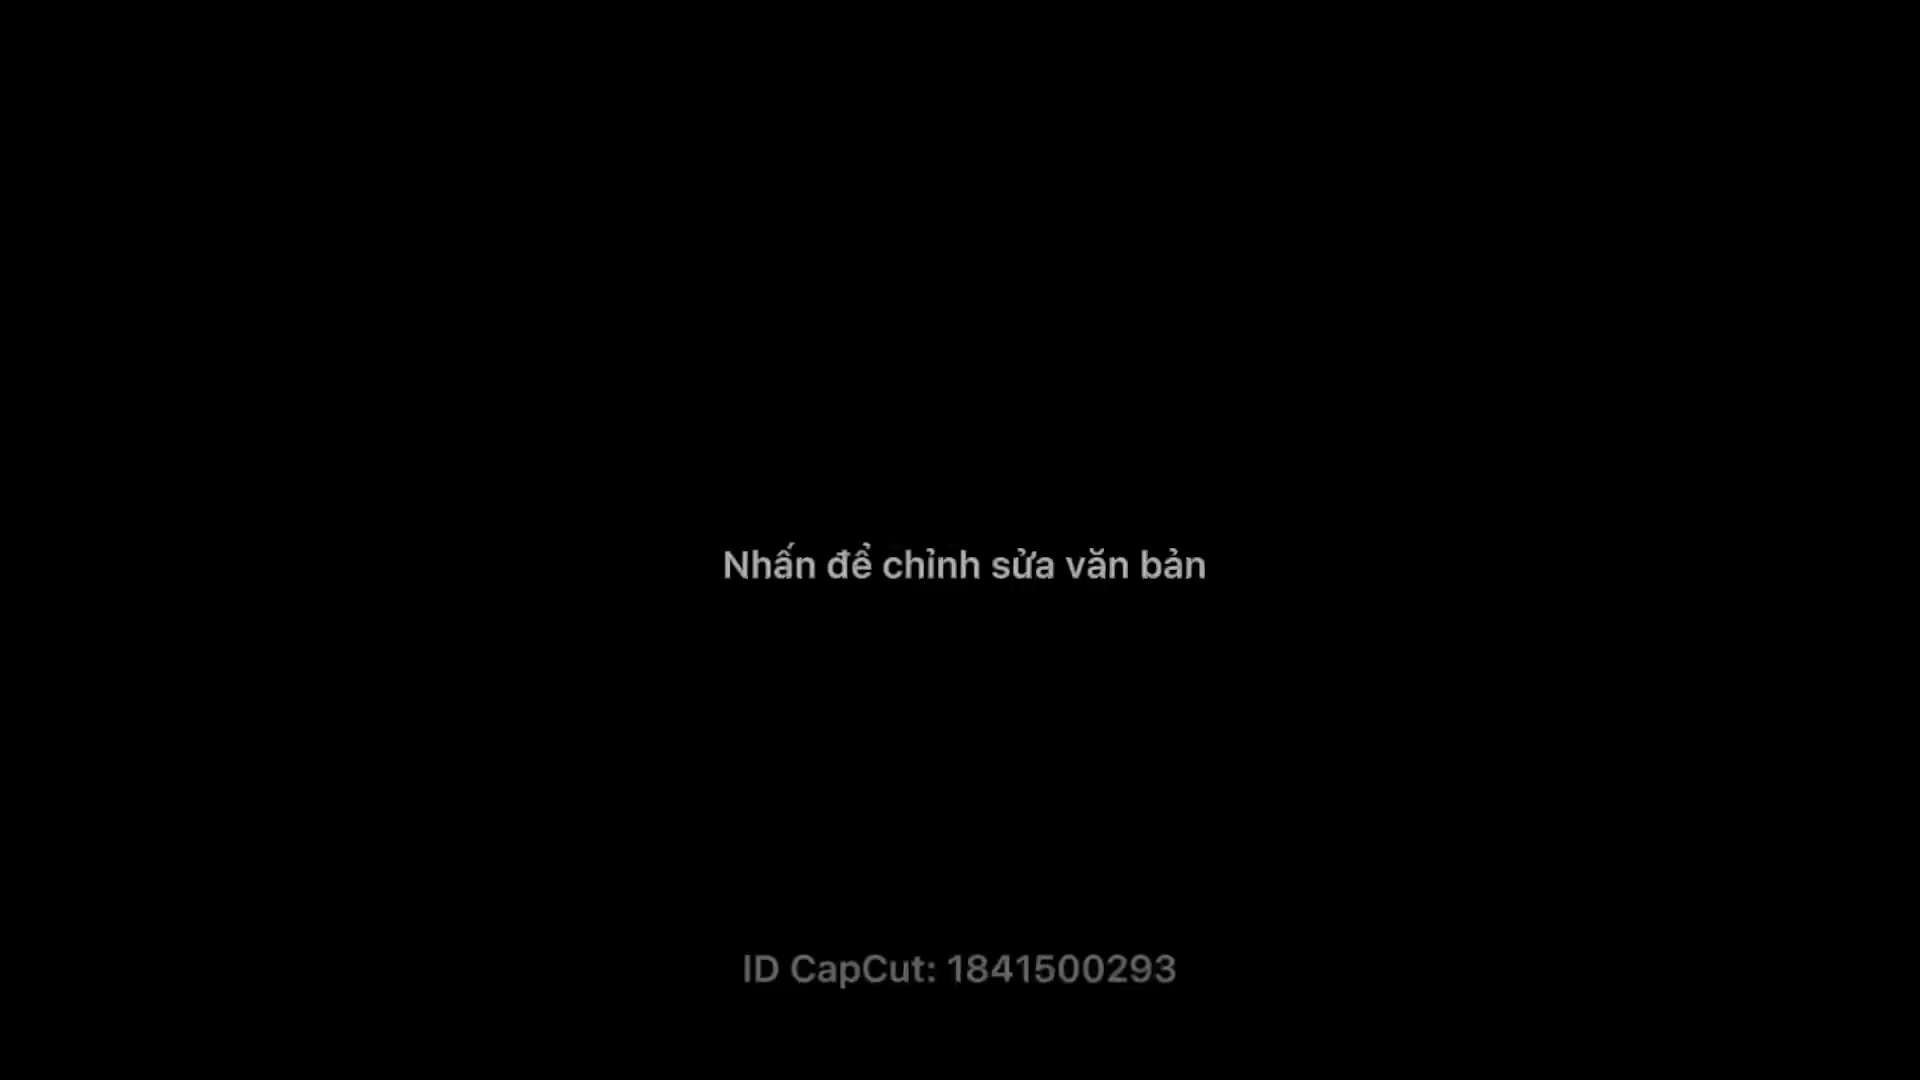 Nhấn để chỉnh sửa văn bản
ID CapCut: 1841500293